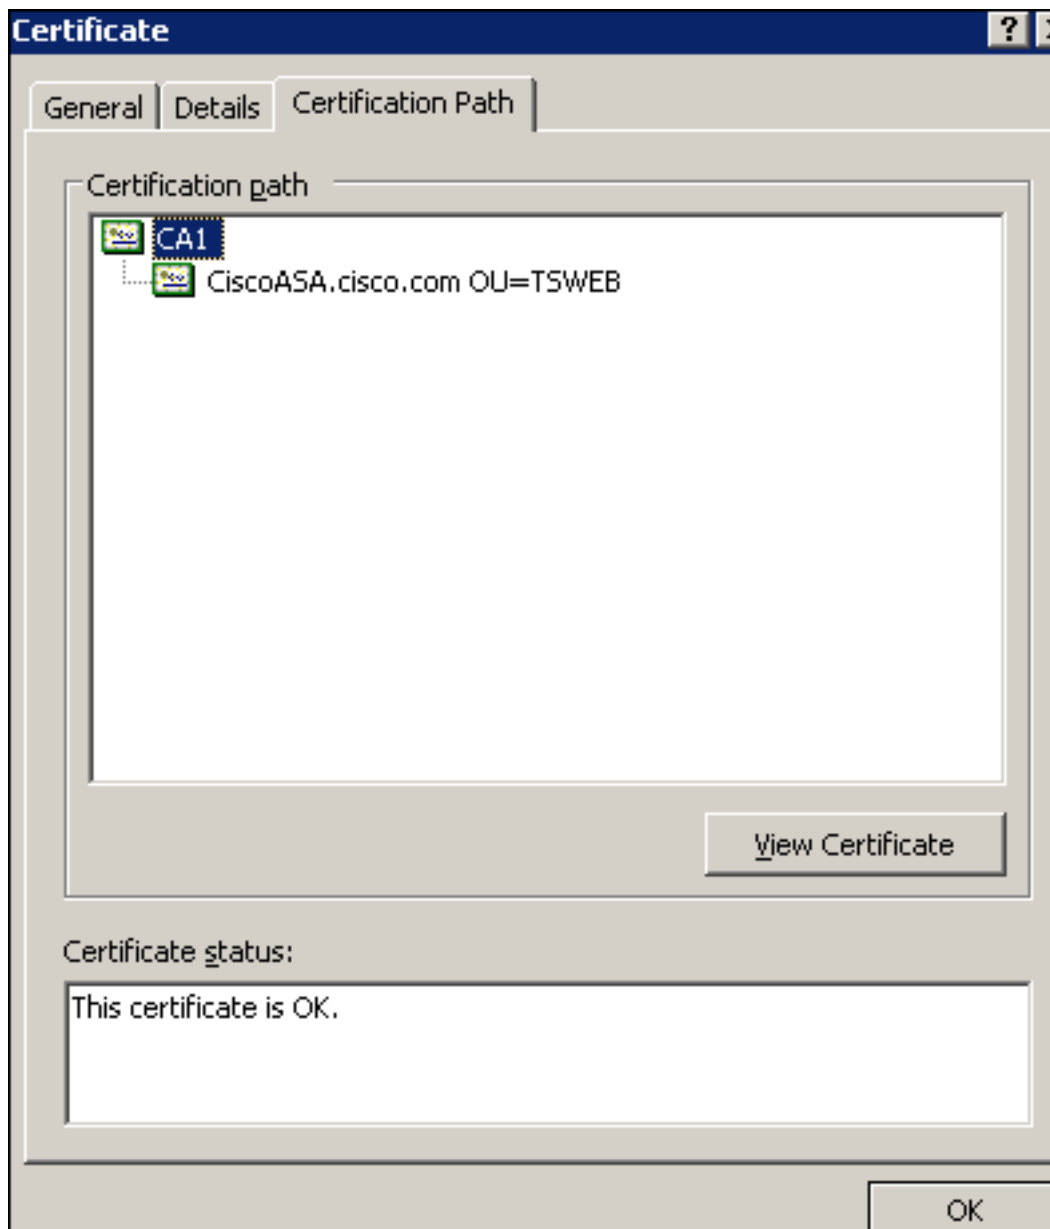 Certificate
?
General
Details
Certification Path
Certification path
CA1
CiscoASA.cisco.com OU=TSWEB
View Certificate
Certificate status:
This certificate is OK.
OK